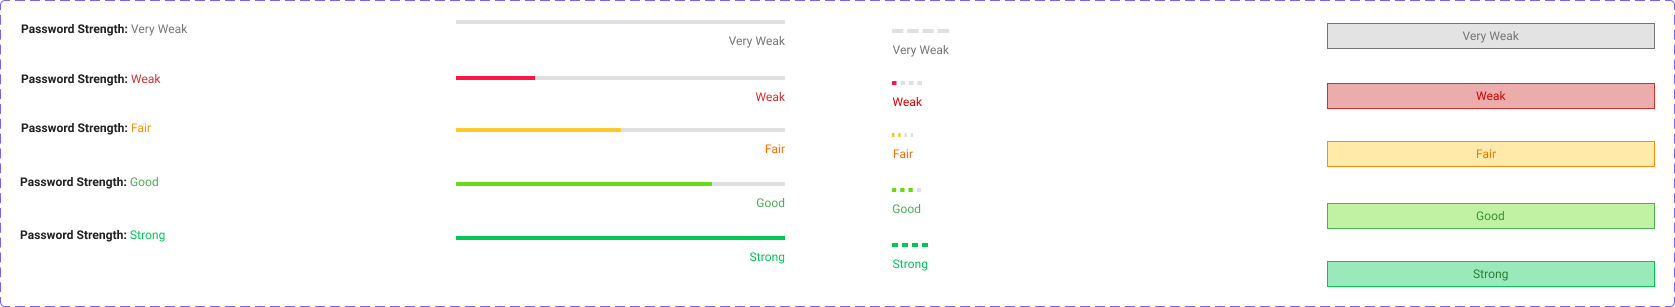 Password Strength: Very Weak
Password Strength: Weak
Password Strength: Fair
Password Strength: Good
Password Strength: Strong
Very Weak
Weak
Fair
Good
Strong
Very Weak
Weak
Fair
Good
Strong
Very Weak
Weak
Fair
Good
Strong